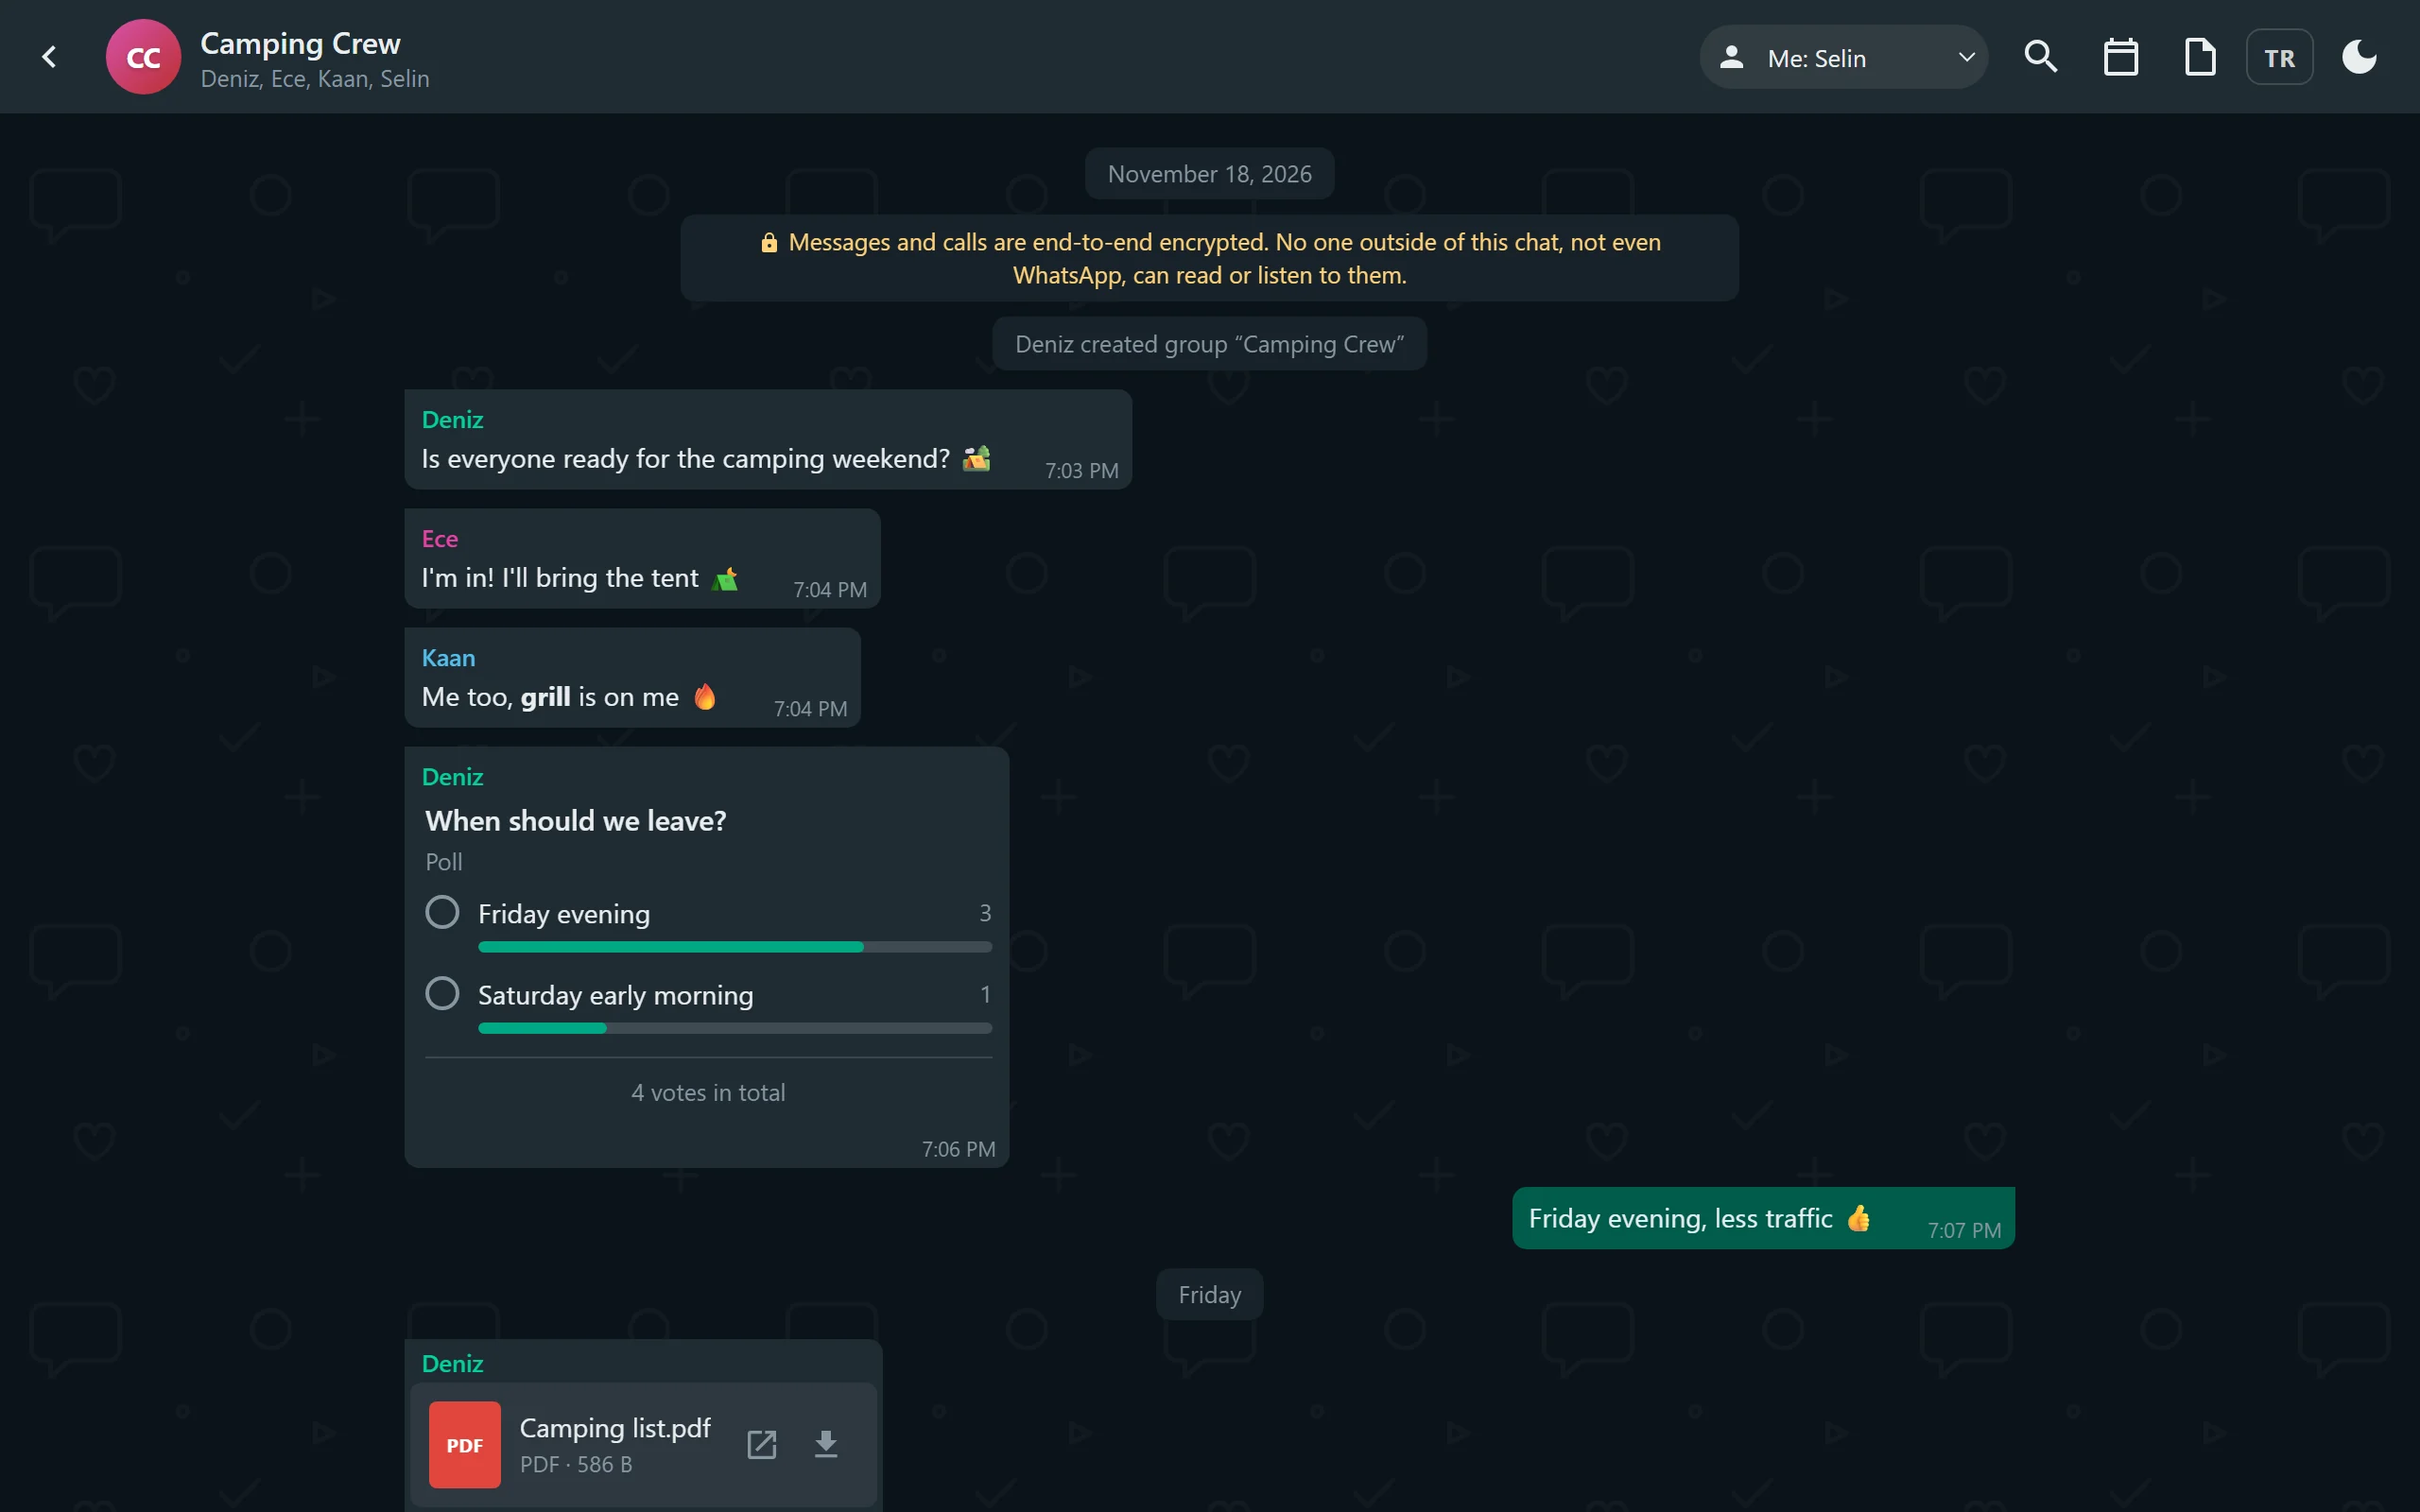 CC
Camping Crew
Deniz, Ece, Kaan, Selin
Me: Selin
TR
November 18, 2026
Messages and calls are end-to-end encrypted. No one outside of this chat, not even
WhatsApp, can read or listen to them.
Deniz created group “Camping Crew”
Deniz
Is everyone ready for the camping weekend? 🏕️
7:03 PM
Ece
I'm in! I'll bring the tent ⛺
7:04 PM
Kaan
Me too, grill is on me 🔥
7:04 PM
Deniz
When should we leave?
Poll
Friday evening 3
Saturday early morning 1
4 votes in total
7:06 PM
Friday evening, less traffic 👍
7:07 PM
Friday
Deniz
PDF
Camping list.pdf
PDF · 586 B